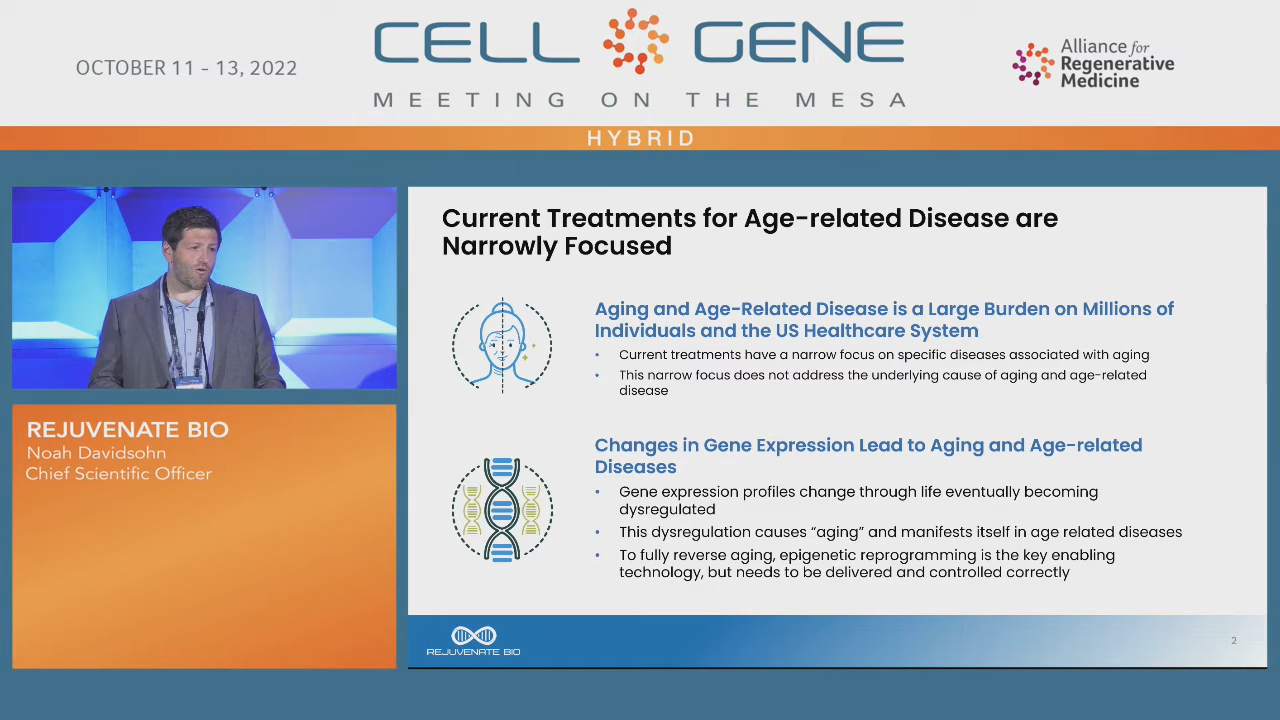 OCTOBER 11 - 13, 2022
CELL GENE
MEETING ON THE MESA
Alliance for
Regenerative
Medicine
HYBRID
REJUVENATE BIO
Noah Davidsohn
Chief Scientific Officer
Current Treatments for Age-related Disease are
Narrowly Focused
Aging and Age-Related Disease is a Large Burden on Millions of
Individuals and the US Healthcare System
• Current treatments have a narrow focus on specific diseases associated with aging
• This narrow focus does not address the underlying cause of aging and age-related
disease
Changes in Gene Expression Lead to Aging and Age-related
Diseases
• Gene expression profiles change through life eventually becoming
dysregulated
• This dysregulation causes “aging” and manifests itself in age related diseases
• To fully reverse aging, epigenetic reprogramming is the key enabling
technology, but needs to be delivered and controlled correctly
REJUVENATE BIO
2